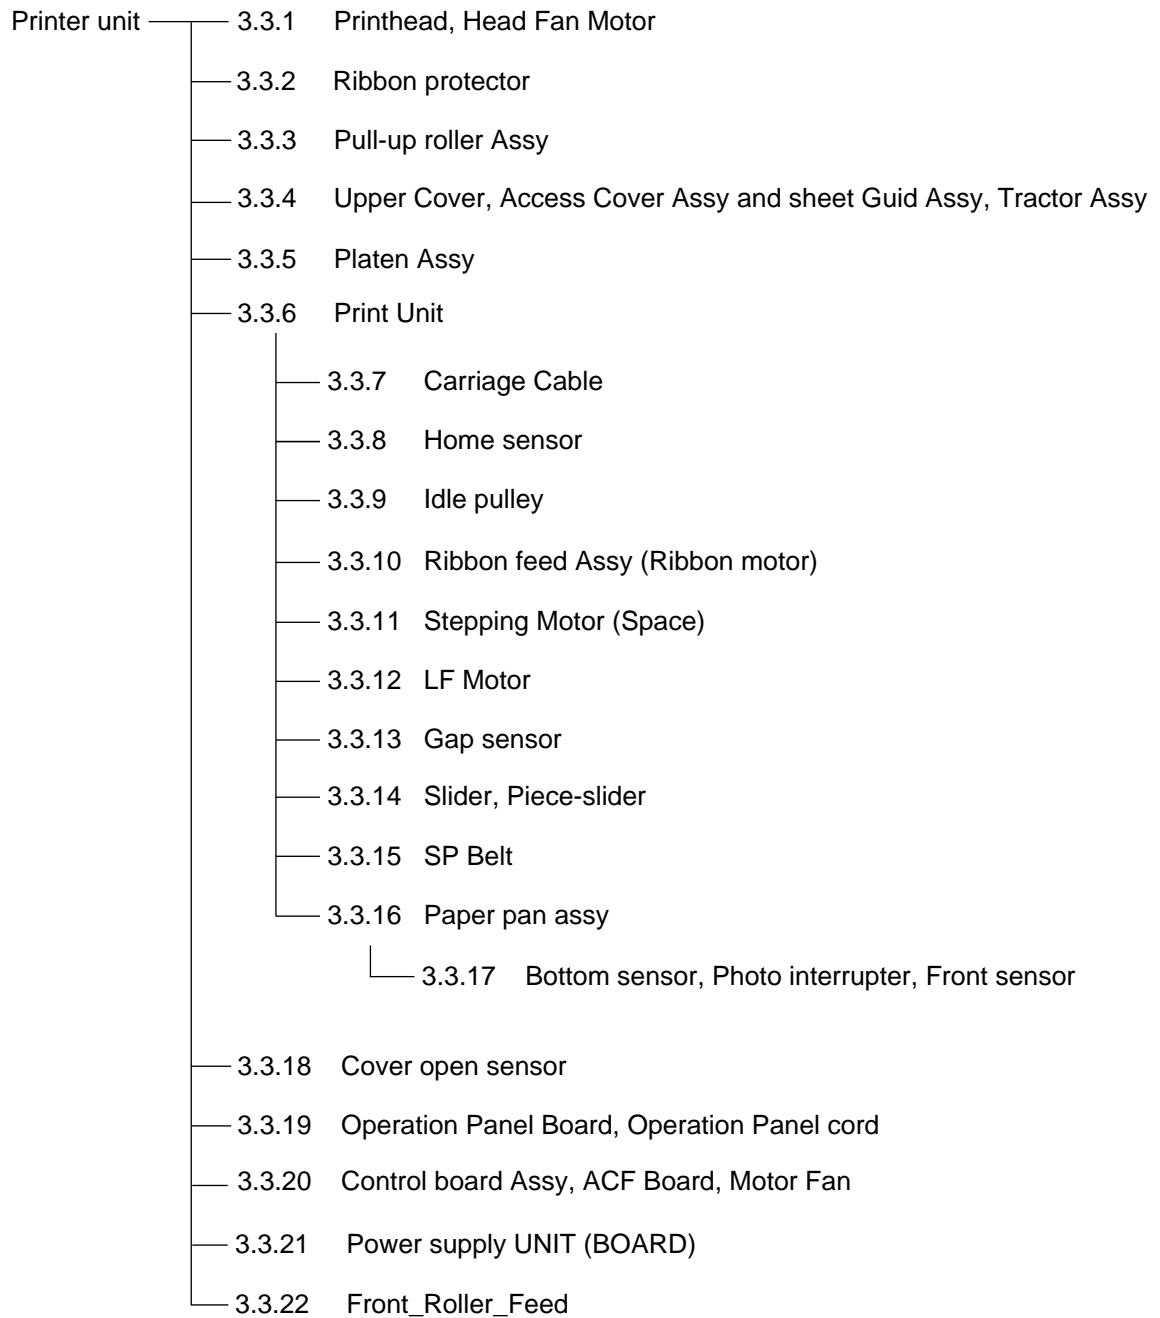 Printer unit 3.3.1 Printhead, Head Fan Motor
3.3.2 Ribbon protector
3.3.3 Pull-up roller Assy
3.3.4 Upper Cover, Access Cover Assy and sheet Guid Assy, Tractor Assy
3.3.5 Platen Assy
3.3.6 Print Unit
3.3.7 Carriage Cable
3.3.8 Home sensor
3.3.9 Idle pulley
3.3.10 Ribbon feed Assy (Ribbon motor)
3.3.11 Stepping Motor (Space)
3.3.12 LF Motor
3.3.13 Gap sensor
3.3.14 Slider, Piece-slider
3.3.15 SP Belt
3.3.16 Paper pan assy
3.3.17 Bottom sensor, Photo interrupter, Front sensor
3.3.18 Cover open sensor
3.3.19 Operation Panel Board, Operation Panel cord
3.3.20 Control board Assy, ACF Board, Motor Fan
3.3.21 Power supply UNIT (BOARD)
3.3.22 Front_Roller_Feed